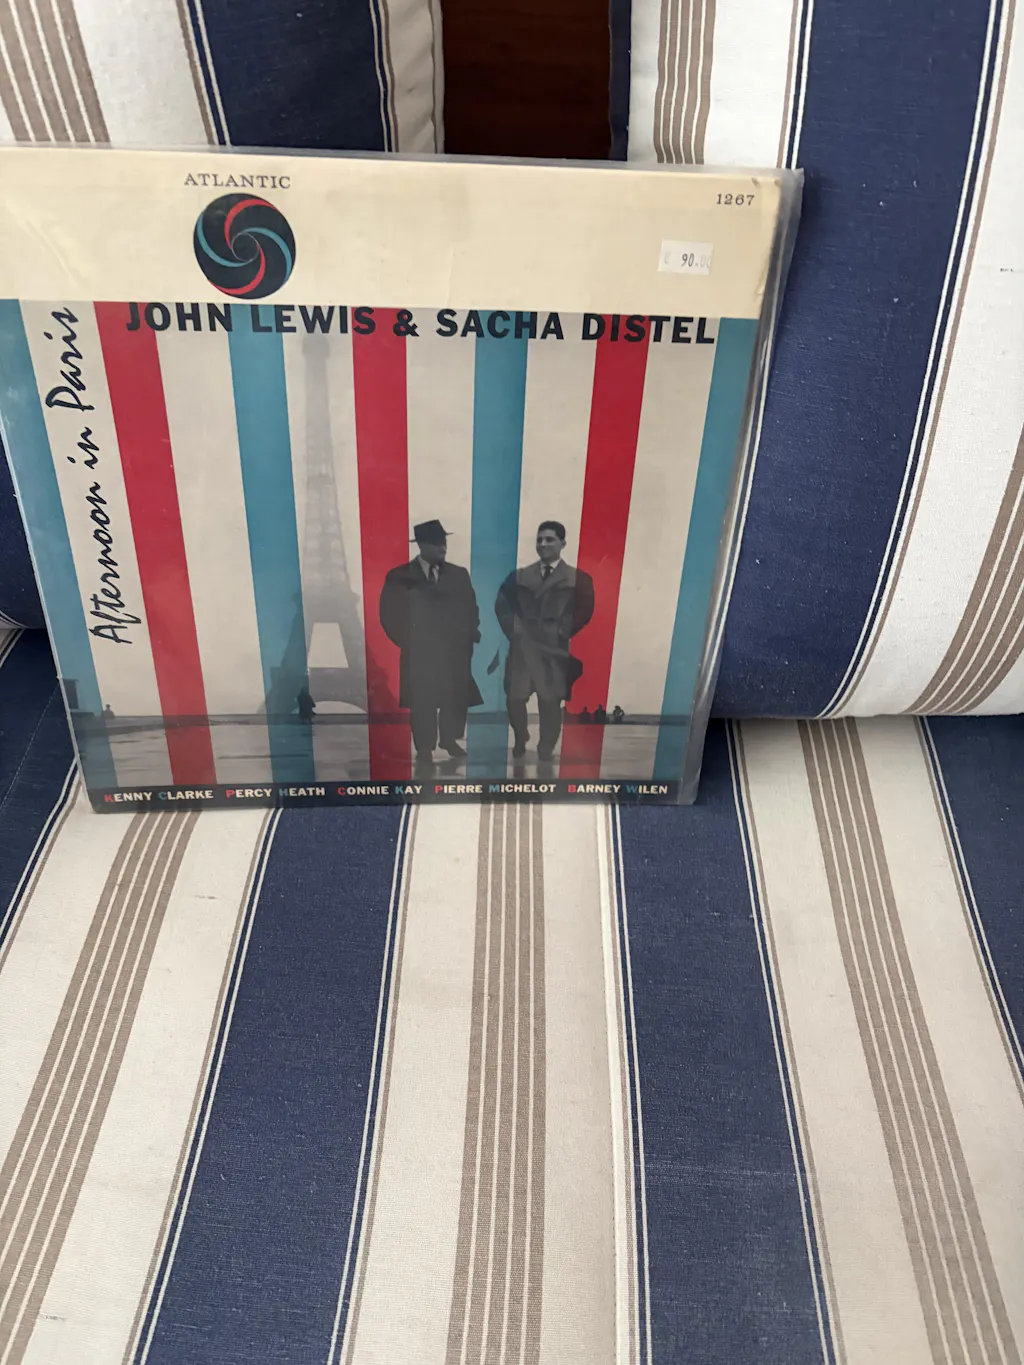 ATLANTIC
1267
90.00
JOHN LEWIS & SACHA DISTEL
Afternoon in Paris
KENNY CLARKE PERCY HEATH CONNIE KAY PIERRE MICHELOT BARNEY WILEN